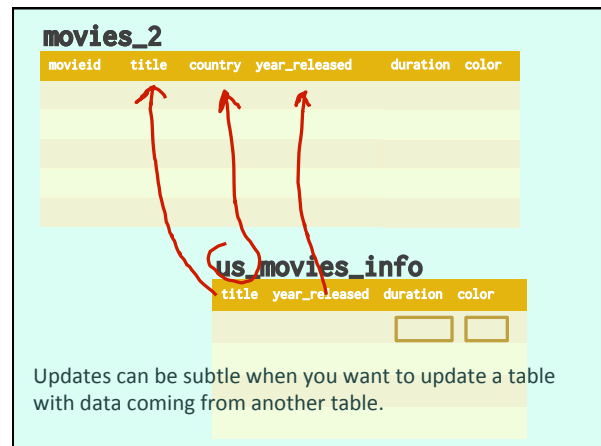 movies_2
movieid title country year_released duration color
us_movies_info
title year_released duration color
Updates can be subtle when you want to update a table
with data coming from another table.